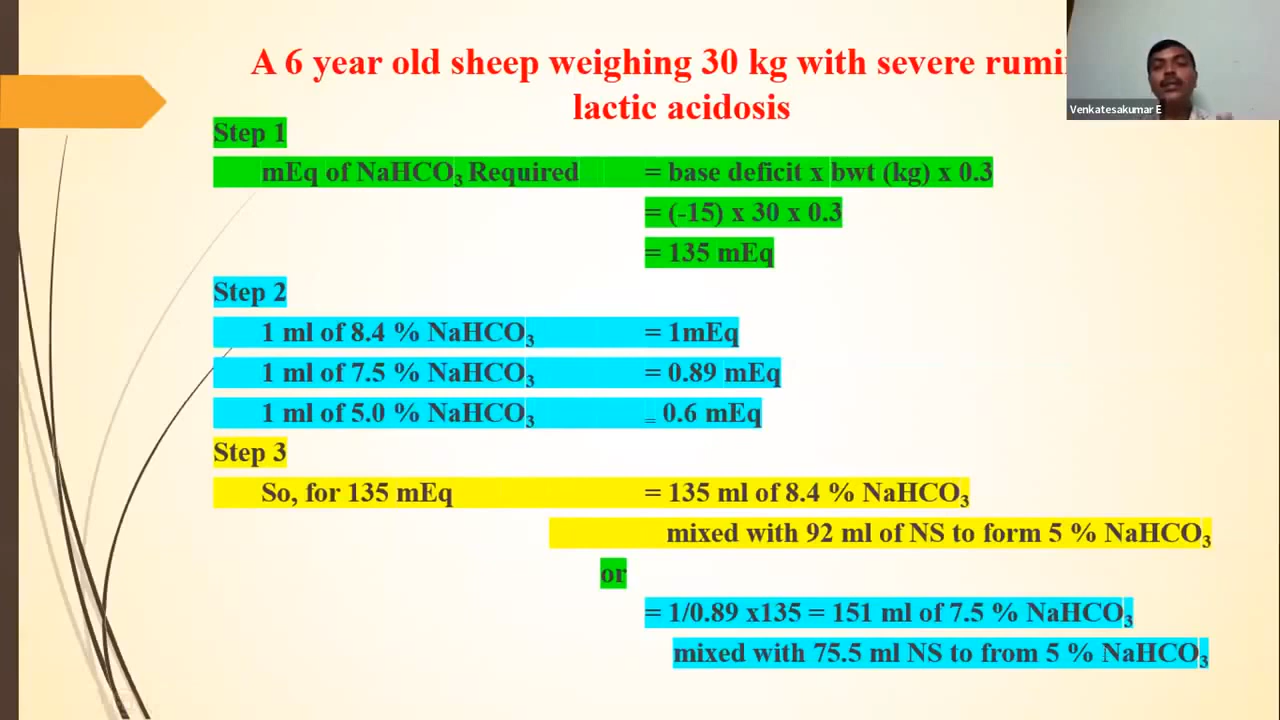 A 6 year old sheep weighing 30 kg with severe
lactic acidosis
Venkatesakumar E
Step 1
mEq of NaHCO₃ Required = base deficit x bwt (kg) x 0.3
= (-15) x 30 x 0.3
= 135 mEq
Step 2
1 ml of 8.4 % NaHCO₃ = 1mEq
1 ml of 7.5 % NaHCO₃ = 0.89 mEq
1 ml of 5.0 % NaHCO₃ = 0.6 mEq
Step 3
So, for 135 mEq = 135 ml of 8.4 % NaHCO₃
mixed with 92 ml of NS to form 5 % NaHCO₃
or
= 1/0.89 x135 = 151 ml of 7.5 % NaHCO₃
mixed with 75.5 ml NS to from 5 % NaHCO₃